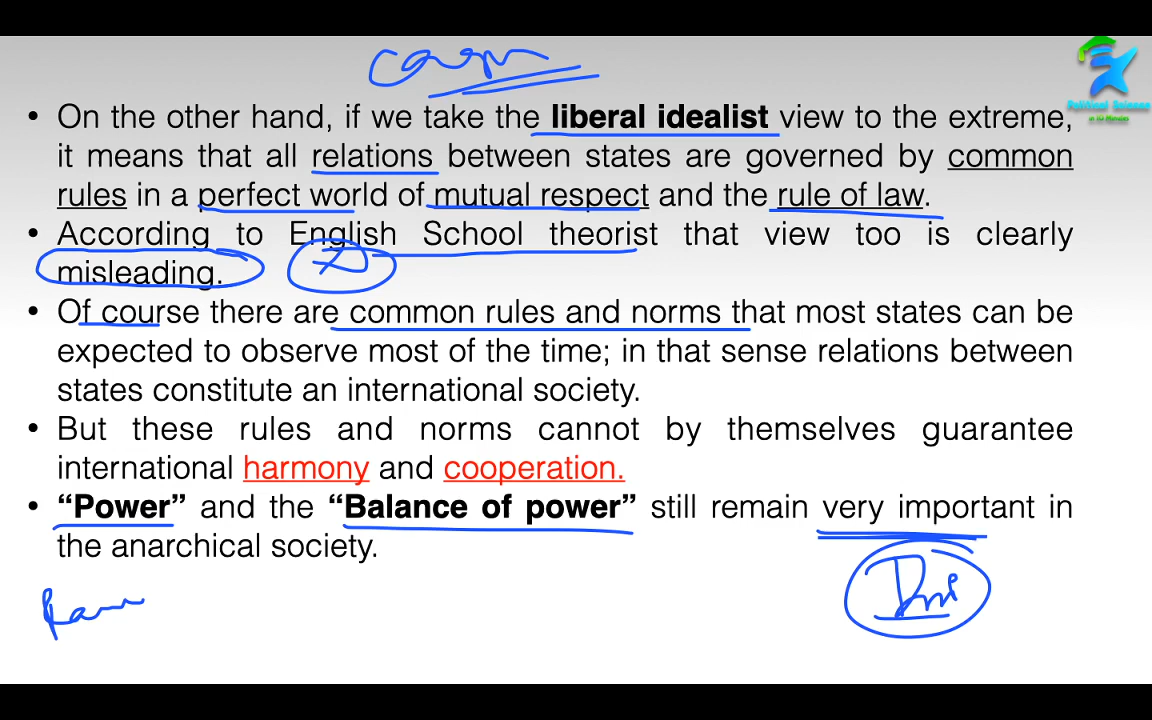 • On the other hand, if we take the liberal idealist view to the extreme,
it means that all relations between states are governed by common
rules in a perfect world of mutual respect and the rule of law.
• According to English School theorist that view too is clearly
misleading.
• Of course there are common rules and norms that most states can be
expected to observe most of the time; in that sense relations between
states constitute an international society.
• But these rules and norms cannot by themselves guarantee
international harmony and cooperation.
• “Power” and the “Balance of power” still remain very important in
the anarchical society.
Political Science
in 10 Minutes